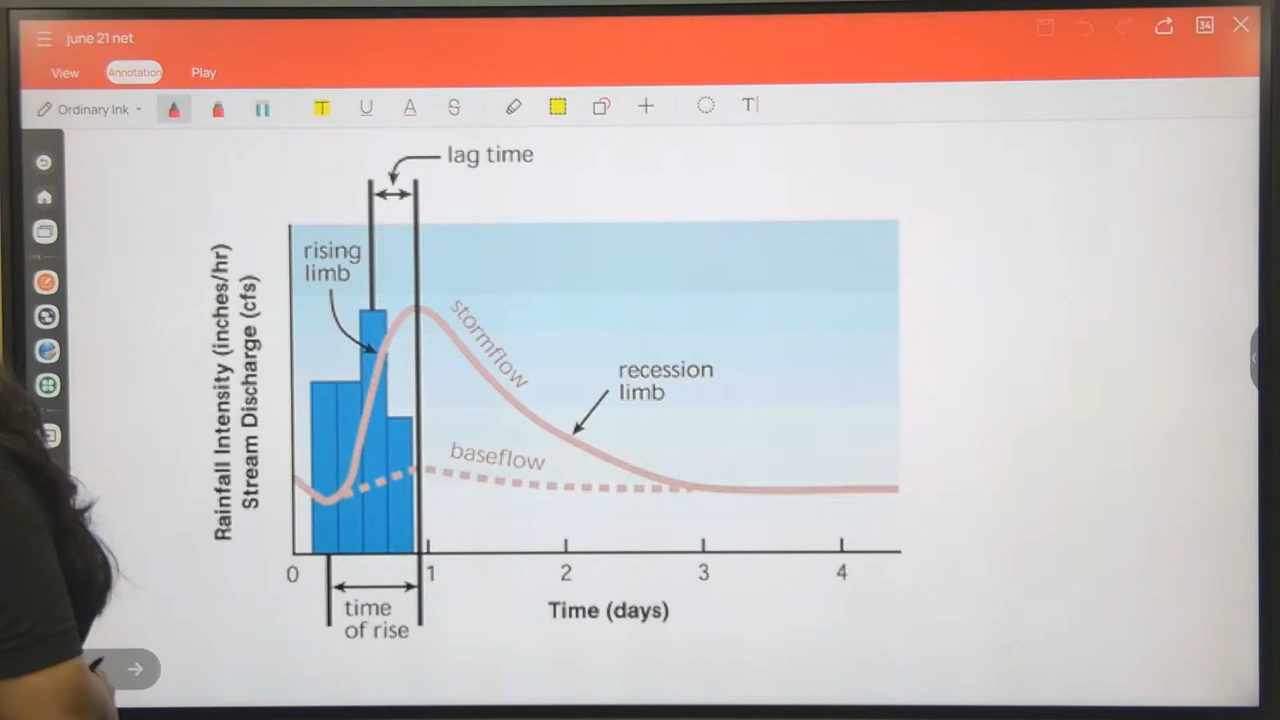 june 21 net
34
View
Annotation
Play
Ordinary Ink
T U A S T
lag time
rising
limb
stormflow
recession
limb
baseflow
Rainfall Intensity (inches/hr)
Stream Discharge (cfs)
0 1 2 3 4
time
of rise
Time (days)